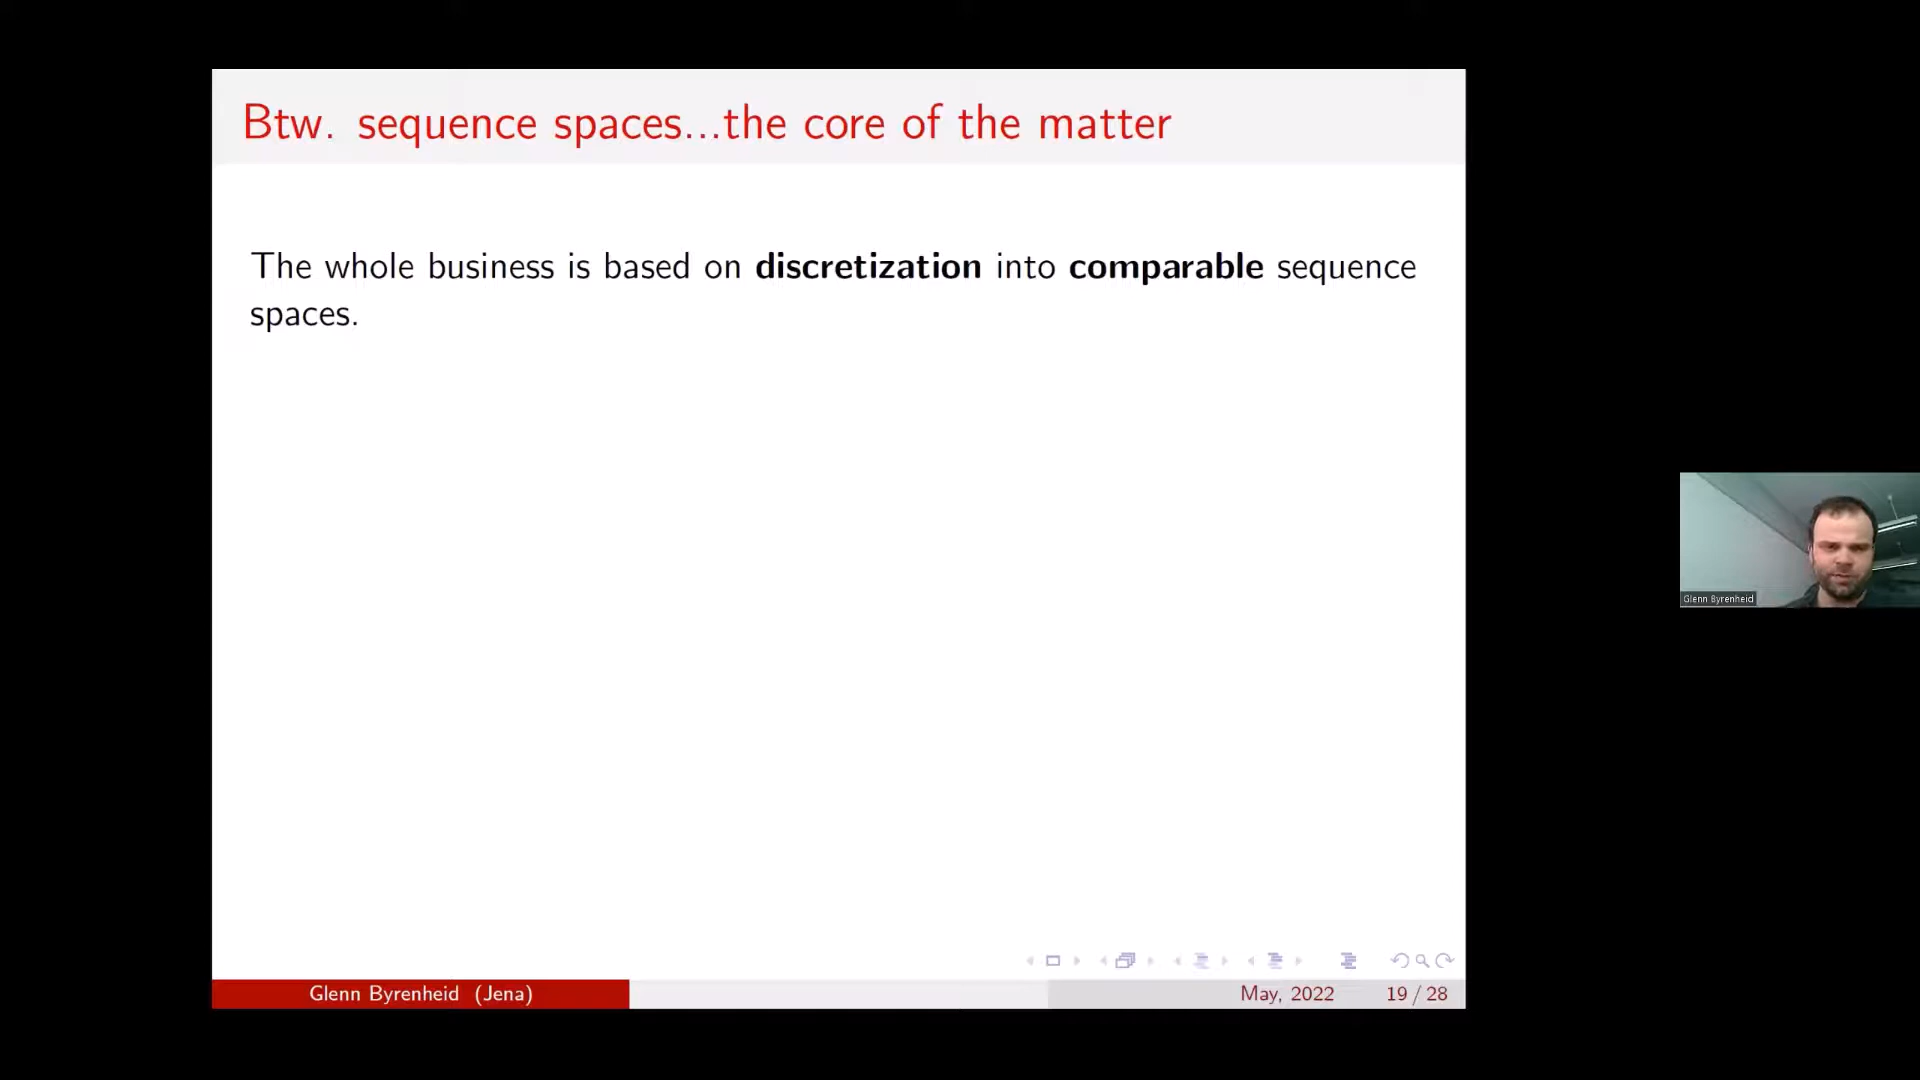 Btw. sequence spaces...the core of the matter
The whole business is based on discretization into comparable sequence
spaces.
Glenn Byrenheid
Glenn Byrenheid (Jena)
May, 2022
19 / 28